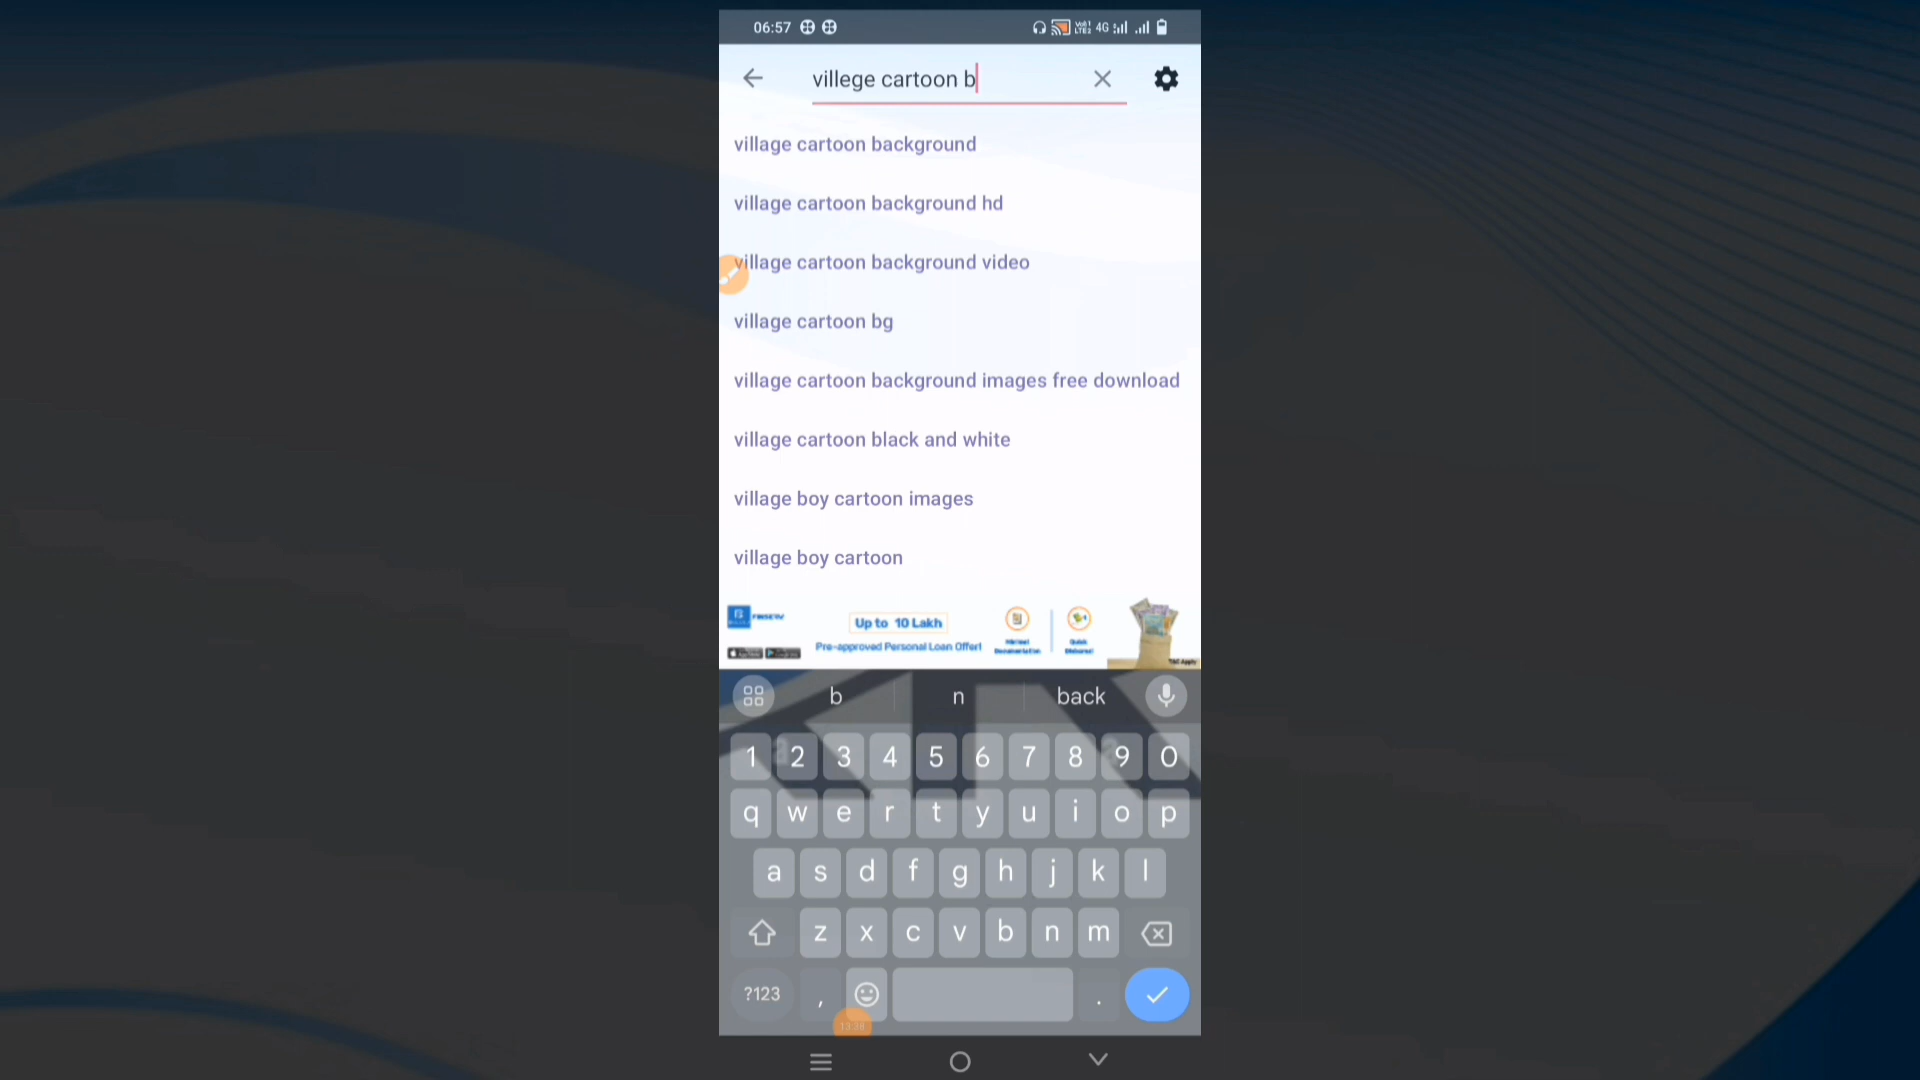 06:57 4G
villege cartoon b
village cartoon background
village cartoon background hd
village cartoon background video
village cartoon bg
village cartoon background images free download
village cartoon black and white
village boy cartoon images
village boy cartoon
Up to 10 Lakh
Pre-approved Personal Loan Offer!
b n back
1 2 3 4 5 6 7 8 9 0
q w e r t y u i o p
a s d f g h j k l
z x c v b n m
?123 , .
13:38